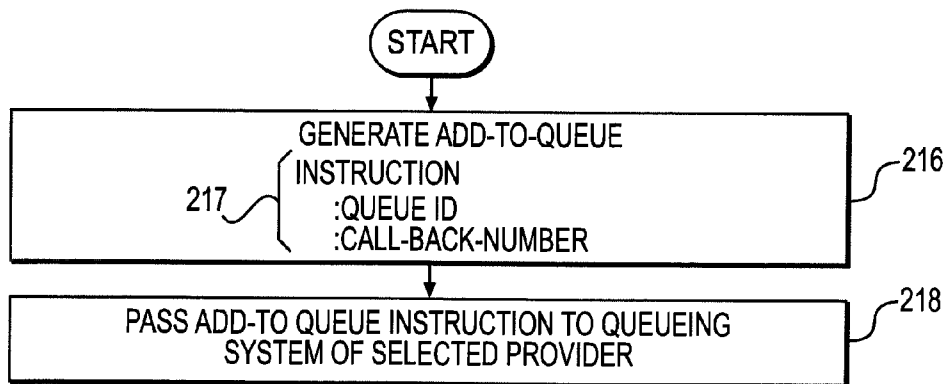 START
GENERATE ADD-TO-QUEUE
INSTRUCTION
:QUEUE ID
:CALL-BACK-NUMBER
217
216
PASS ADD-TO QUEUE INSTRUCTION TO QUEUEING
SYSTEM OF SELECTED PROVIDER
218